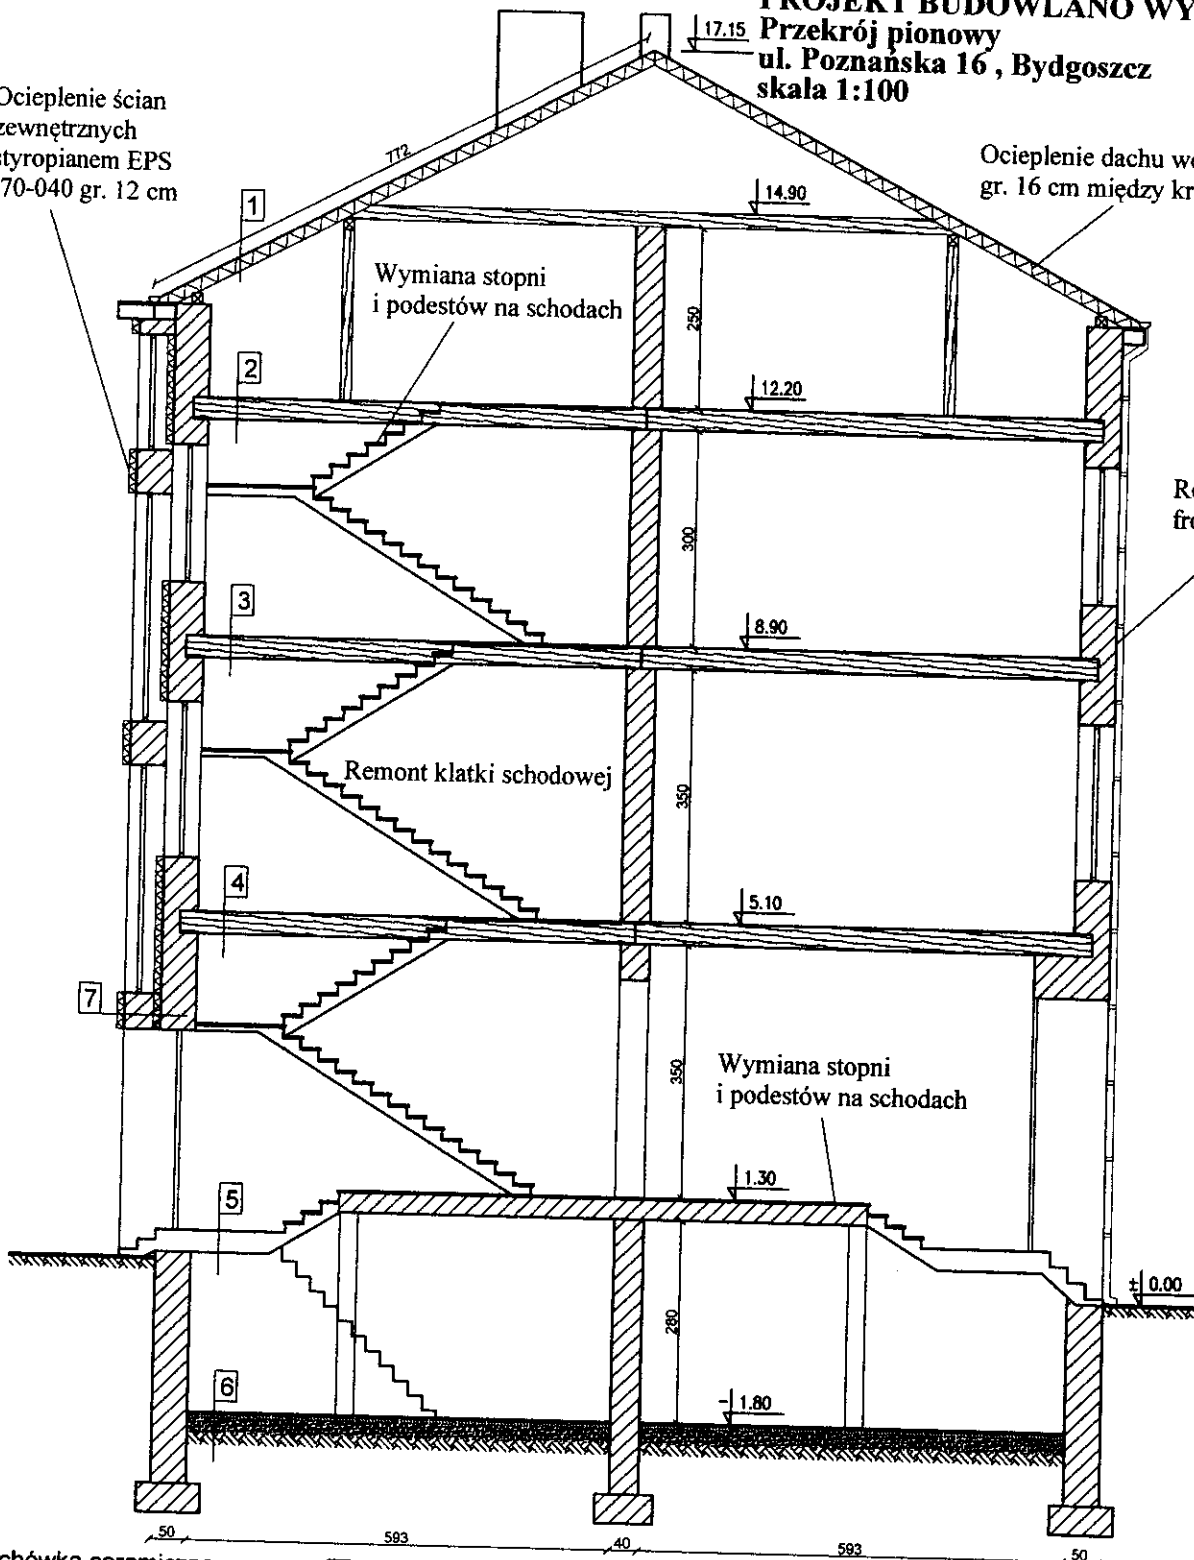 PROJEKT BUDOWLANO WY
Przekrój pionowy
ul. Poznańska 16 , Bydgoszcz
skala 1:100
17.15
Ocieplenie ścian
zewnętrznych
styropianem EPS
70-040 gr. 12 cm
772
Ocieplenie dachu we
gr. 16 cm między kr
1
14.90
Wymiana stopni
i podestów na schodach
250
2
12.20
Re
fro
300
3
8.90
Remont klatki schodowej
350
4
5.10
7
350
Wymiana stopni
i podestów na schodach
5
1.30
± 0.00
280
6
- 1.80
50
593
40
593
50